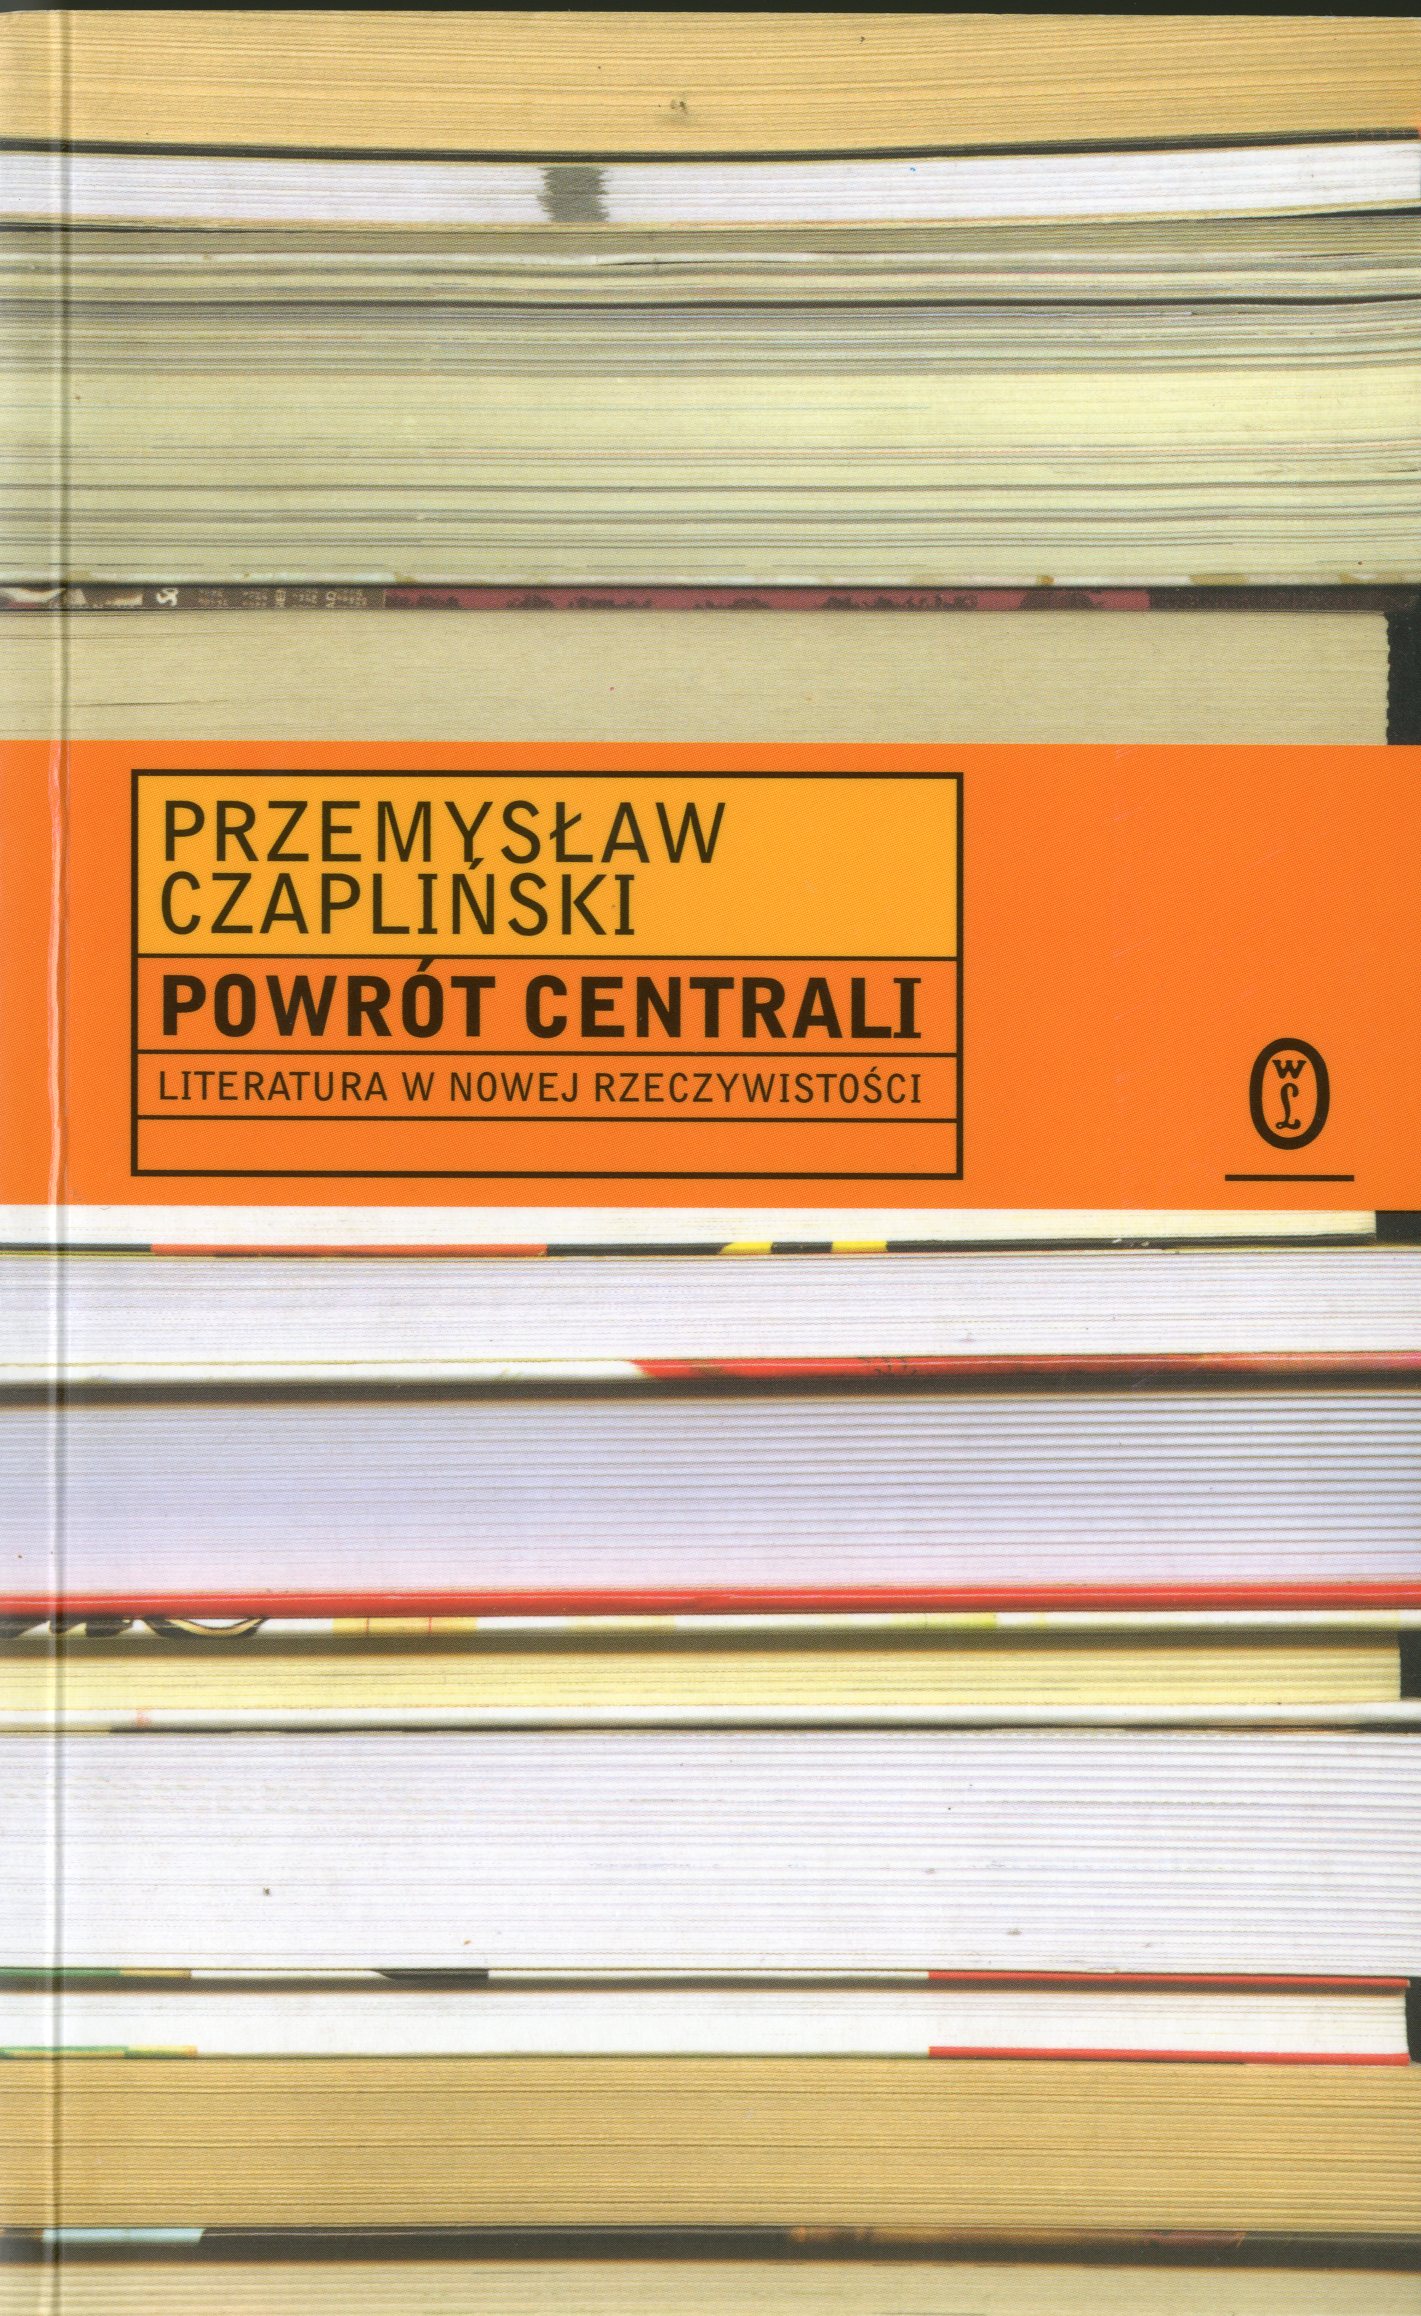 PRZEMYSŁAW
CZAPLIŃSKI
POWRÓT CENTRALI
LITERATURA W NOWEJ RZECZYWISTOŚCI
W
L